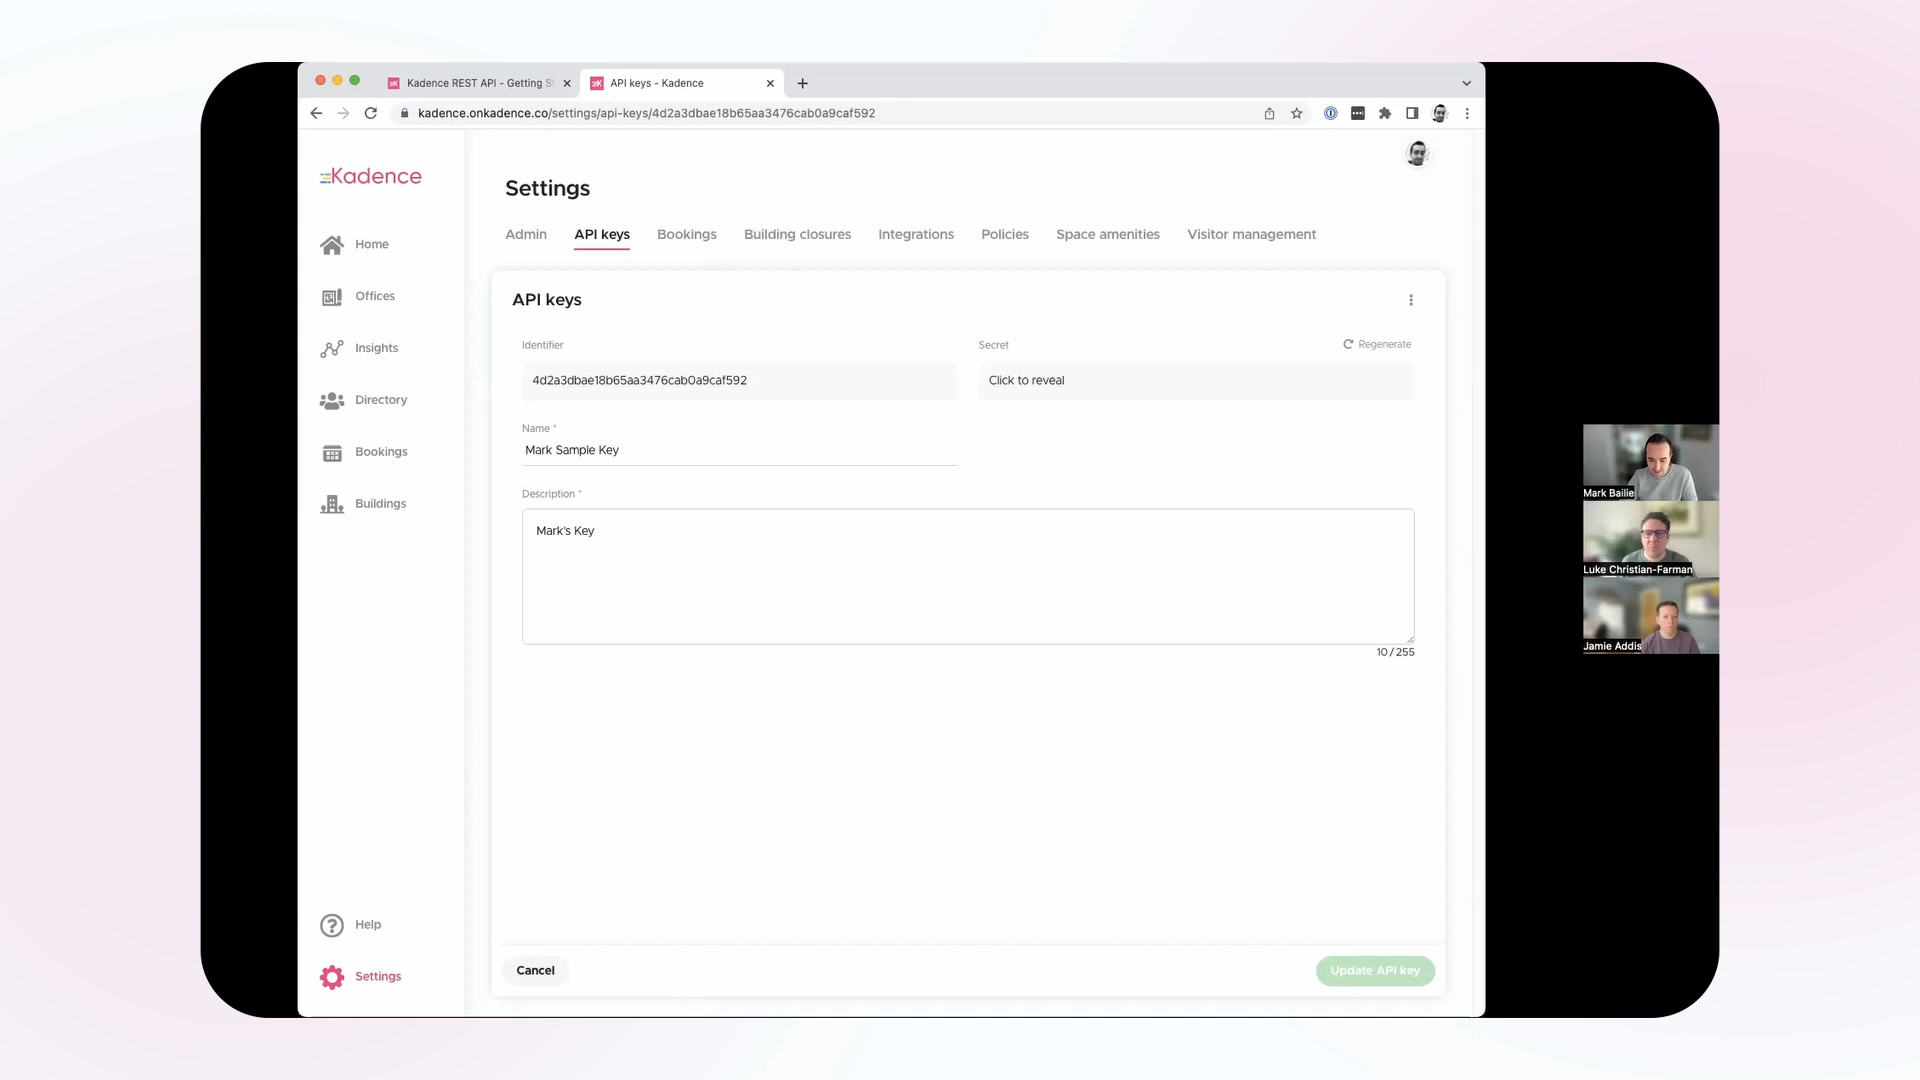 Kadence REST API - Getting S
API keys - Kadence
kadence.onkadence.co/settings/api-keys/4d2a3dbae18b65aa3476cab0a9caf592
Kadence
Home
Offices
Insights
Directory
Bookings
Buildings
Help
Settings
Settings
Admin
API keys
Bookings
Building closures
Integrations
Policies
Space amenities
Visitor management
API keys
Identifier
4d2a3dbae18b65aa3476cab0a9caf592
Secret
Regenerate
Click to reveal
Name *
Mark Sample Key
Description *
Mark's Key
10 / 255
Cancel
Update API key
Mark Bailie
Luke Christian-Farman
Jamie Addis